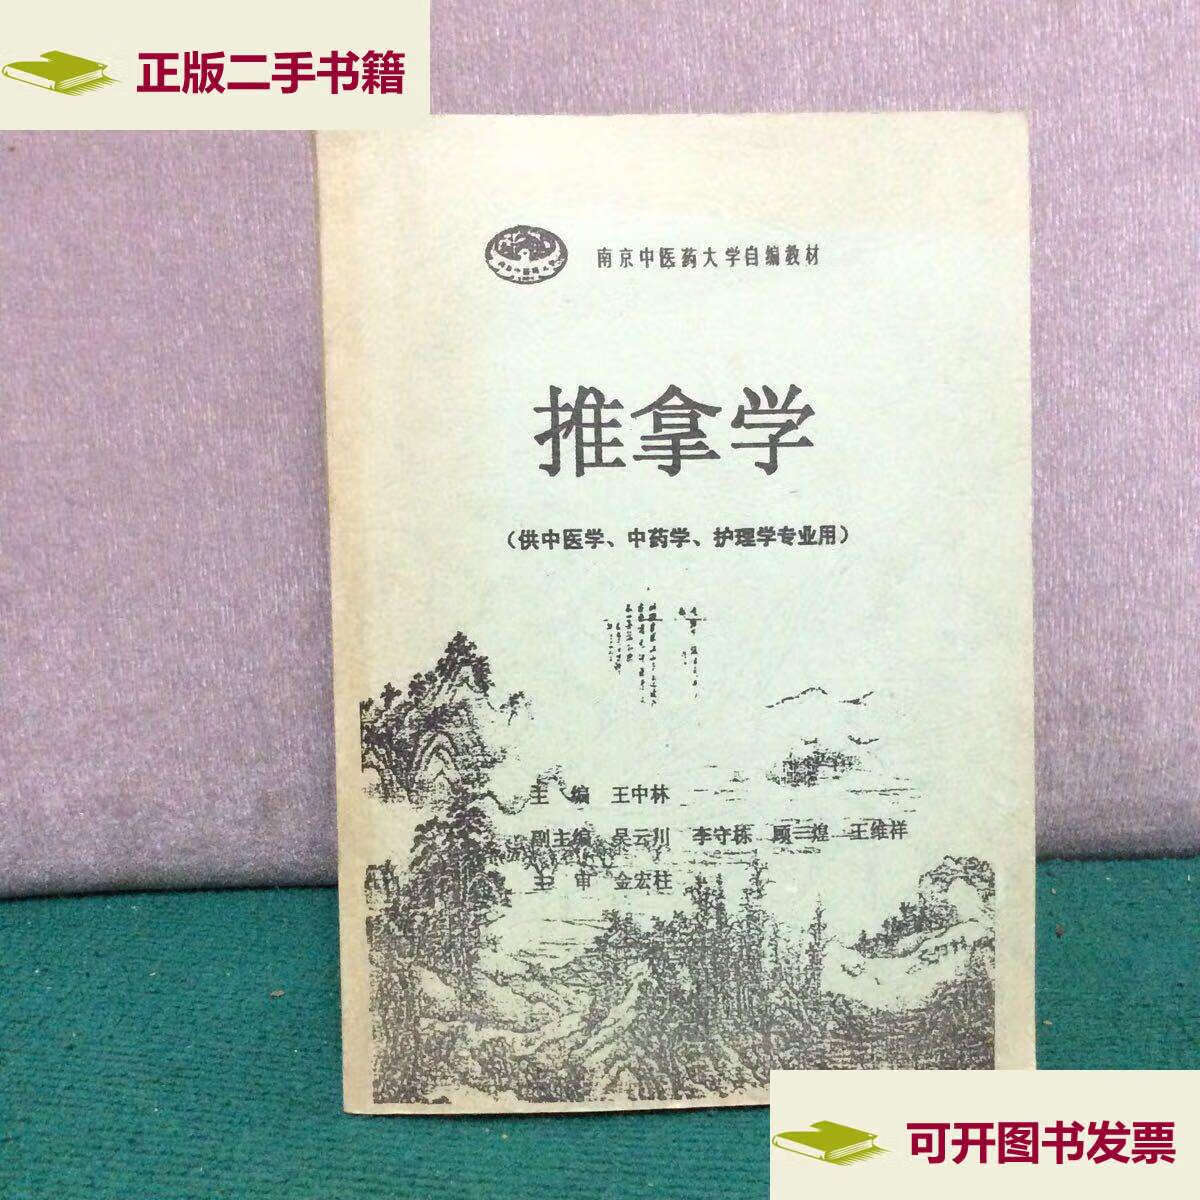 正版二手书籍
南京中医药大学自编教材
推拿学
(供中医学、中药学、护理学专业用)
主 编 王中林
副主编 吴云川 李守栋 顾一煌 王维祥
主 审 金宏柱
可开图书发票